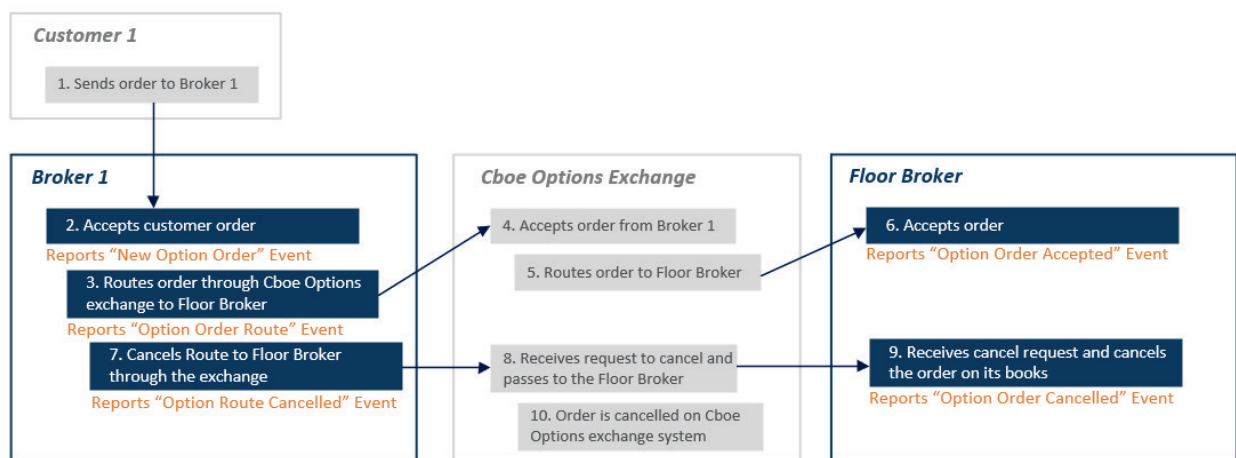 Customer 1
1. Sends order to Broker 1
Broker 1
2. Accepts customer order
Reports “New Option Order” Event
3. Routes order through Cboe Options
exchange to Floor Broker
Reports “Option Order Route” Event
7. Cancels Route to Floor Broker
through the exchange
Reports “Option Route Cancelled” Event
Cboe Options Exchange
4. Accepts order from Broker 1
5. Routes order to Floor Broker
8. Receives request to cancel and
passes to the Floor Broker
10. Order is cancelled on Cboe
Options exchange system
Floor Broker
6. Accepts order
Reports “Option Order Accepted” Event
9. Receives cancel request and cancels
the order on its books
Reports “Option Order Cancelled” Event